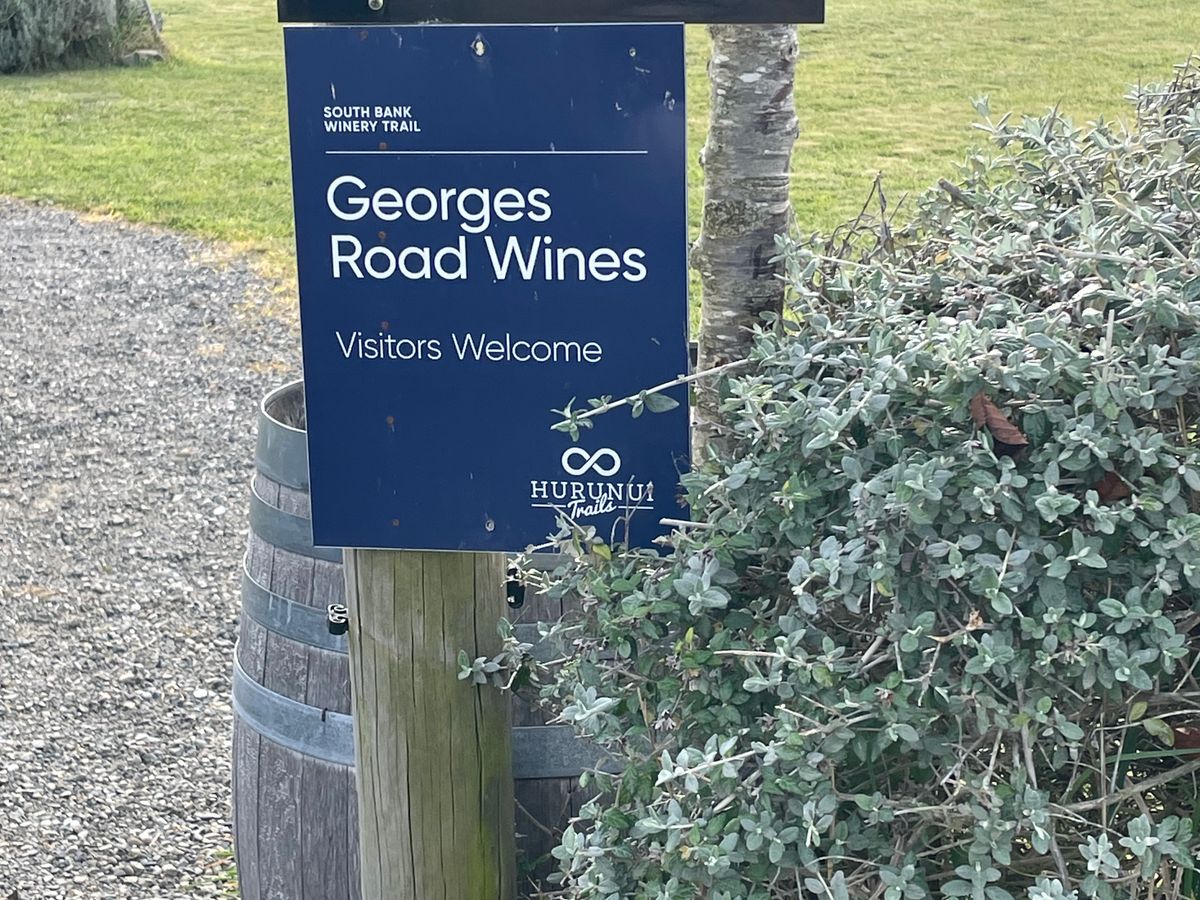 SOUTH BANK
WINERY TRAIL
Georges
Road Wines
Visitors Welcome
HURUNUI
Trails